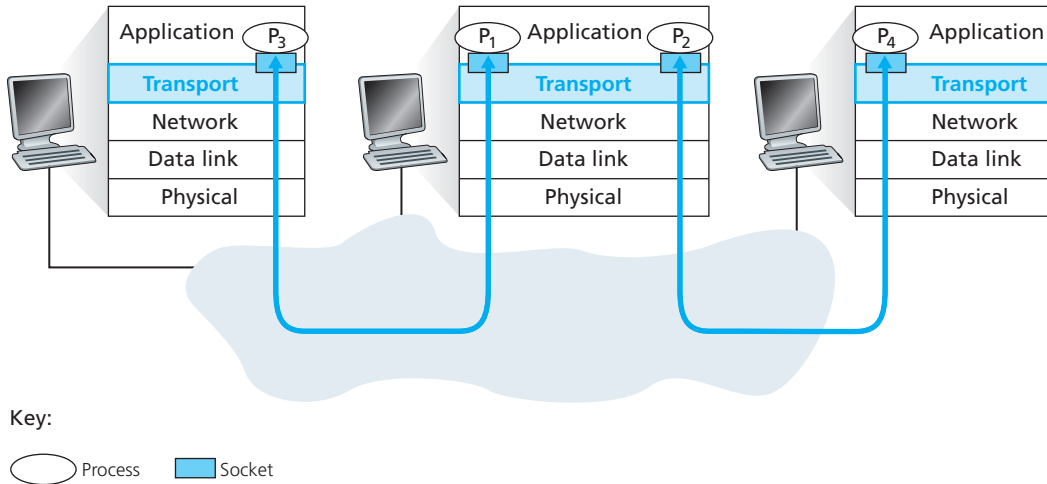 Application P₃
Transport
Network
Data link
Physical
P₁ Application P₂
Transport
Network
Data link
Physical
P₄ Application
Transport
Network
Data link
Physical
Key:
Process
Socket